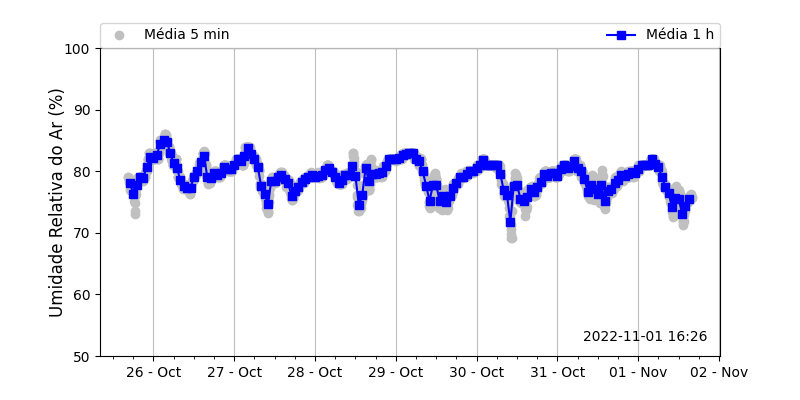 Média 5 min
Média 1 h
100
90
80
70
60
50
Umidade Relativa do Ar (%)
2022-11-01 16:26
26 - Oct
27 - Oct
28 - Oct
29 - Oct
30 - Oct
31 - Oct
01 - Nov
02 - Nov